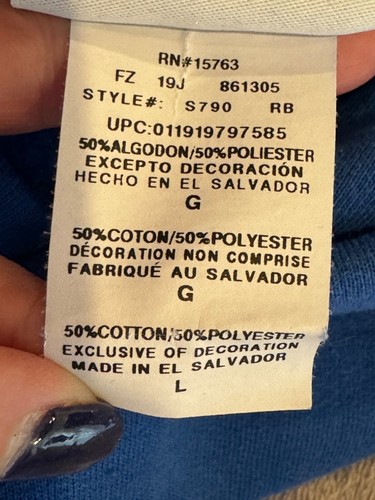 RN#15763
FZ 19J 861305
STYLE#: S790 RB
UPC:011919797585
50%ALGODON/50%POLIESTER
EXCEPTO DECORACIÓN
HECHO EN EL SALVADOR
G
50%COTON/50%POLYESTER
DÉCORATION NON COMPRISE
FABRIQUÉ AU SALVADOR
G
50%COTTON/50%POLYESTER
EXCLUSIVE OF DECORATION
MADE IN EL SALVADOR
L